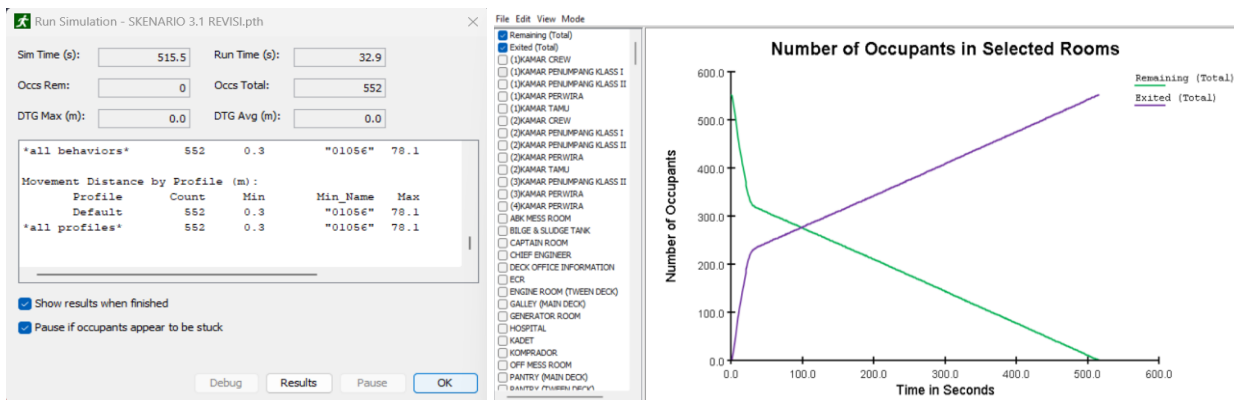 Run Simulation - SKENARIO 3.1 REVISI.pth
Sim Time (s): 515.5 Run Time (s): 32.9
Occs Rem: 0 Occs Total: 552
DTG Max (m): 0.0 DTG Avg (m): 0.0
*all behaviors* 552 0.3 "01056" 78.1
Movement Distance by Profile (m):
Profile Count Min Min_Name Max
Default 552 0.3 "01056" 78.1
*all profiles* 552 0.3 "01056" 78.1
Show results when finished
Pause if occupants appear to be stuck
Debug Results Pause OK
File Edit View Mode
Remaining (Total)
Exited (Total)
(1)KAMAR CREW
(1)KAMAR PENUMPANG KLASS I
(1)KAMAR PENUMPANG KLASS II
(1)KAMAR PERWIRA
(1)KAMAR TAMU
(2)KAMAR CREW
(2)KAMAR PENUMPANG KLASS I
(2)KAMAR PENUMPANG KLASS II
(2)KAMAR PERWIRA
(2)KAMAR TAMU
(3)KAMAR PENUMPANG KLASS II
(3)KAMAR PERWIRA
(4)KAMAR PERWIRA
ABK MESS ROOM
BILGE & SLUDGE TANK
CAPTAIN ROOM
CHIEF ENGINEER
DECK OFFICE INFORMATION
ECR
ENGINE ROOM (TWEEN DECK)
GALLEY (MAIN DECK)
GENERATOR ROOM
HOSPITAL
KADET
KOMPRADOR
OFF MESS ROOM
PANTRY (MAIN DECK)
PANTRY (TWEEN DECK)
Number of Occupants in Selected Rooms
Remaining (Total)
Exited (Total)
Number of Occupants
600.0
500.0
400.0
300.0
200.0
100.0
0.0
0.0 100.0 200.0 300.0 400.0 500.0 600.0
Time in Seconds